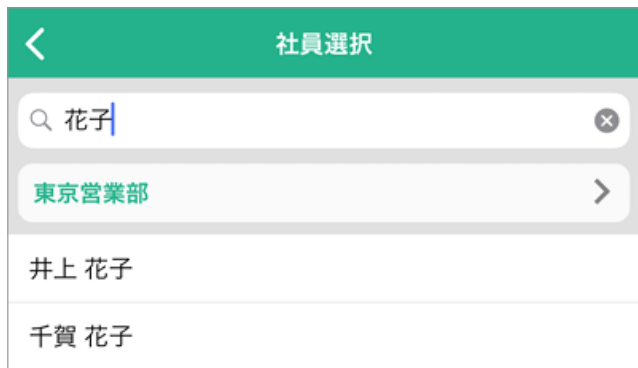 社員選択
花子
東京営業部
井上 花子
千賀 花子